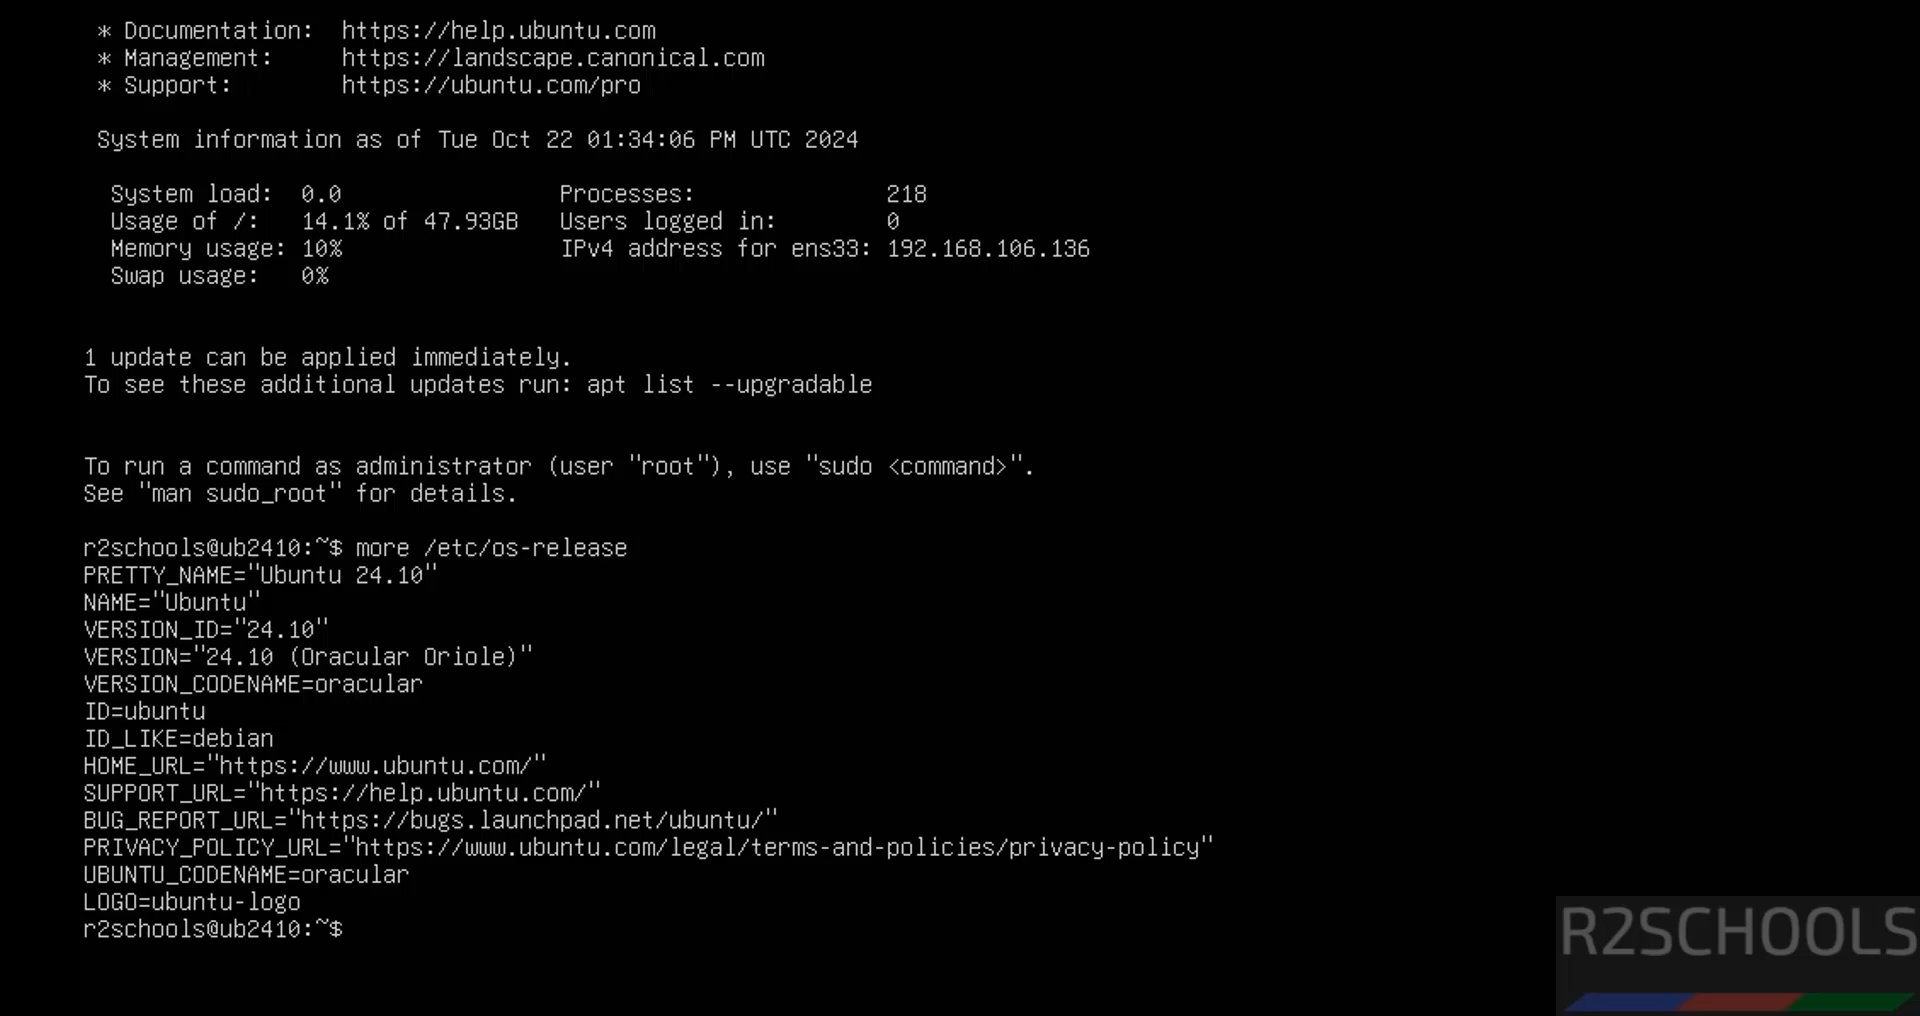 * Documentation:  https://help.ubuntu.com
* Management:     https://landscape.canonical.com
* Support:        https://ubuntu.com/pro
System information as of Tue Oct 22 01:34:06 PM UTC 2024
System load:  0.0                Processes:              218
Usage of /:   14.1% of 47.93GB   Users logged in:        0
Memory usage: 10%                IPv4 address for ens33: 192.168.106.136
Swap usage:   0%
1 update can be applied immediately.
To see these additional updates run: apt list --upgradable
To run a command as administrator (user "root"), use "sudo <command>".
See "man sudo_root" for details.
r2schools@ub2410:~$ more /etc/os-release
PRETTY_NAME="Ubuntu 24.10"
NAME="Ubuntu"
VERSION_ID="24.10"
VERSION="24.10 (Oracular Oriole)"
VERSION_CODENAME=oracular
ID=ubuntu
ID_LIKE=debian
HOME_URL="https://www.ubuntu.com/"
SUPPORT_URL="https://help.ubuntu.com/"
BUG_REPORT_URL="https://bugs.launchpad.net/ubuntu/"
PRIVACY_POLICY_URL="https://www.ubuntu.com/legal/terms-and-policies/privacy-policy"
UBUNTU_CODENAME=oracular
LOGO=ubuntu-logo
r2schools@ub2410:~$
R2SCHOOLS